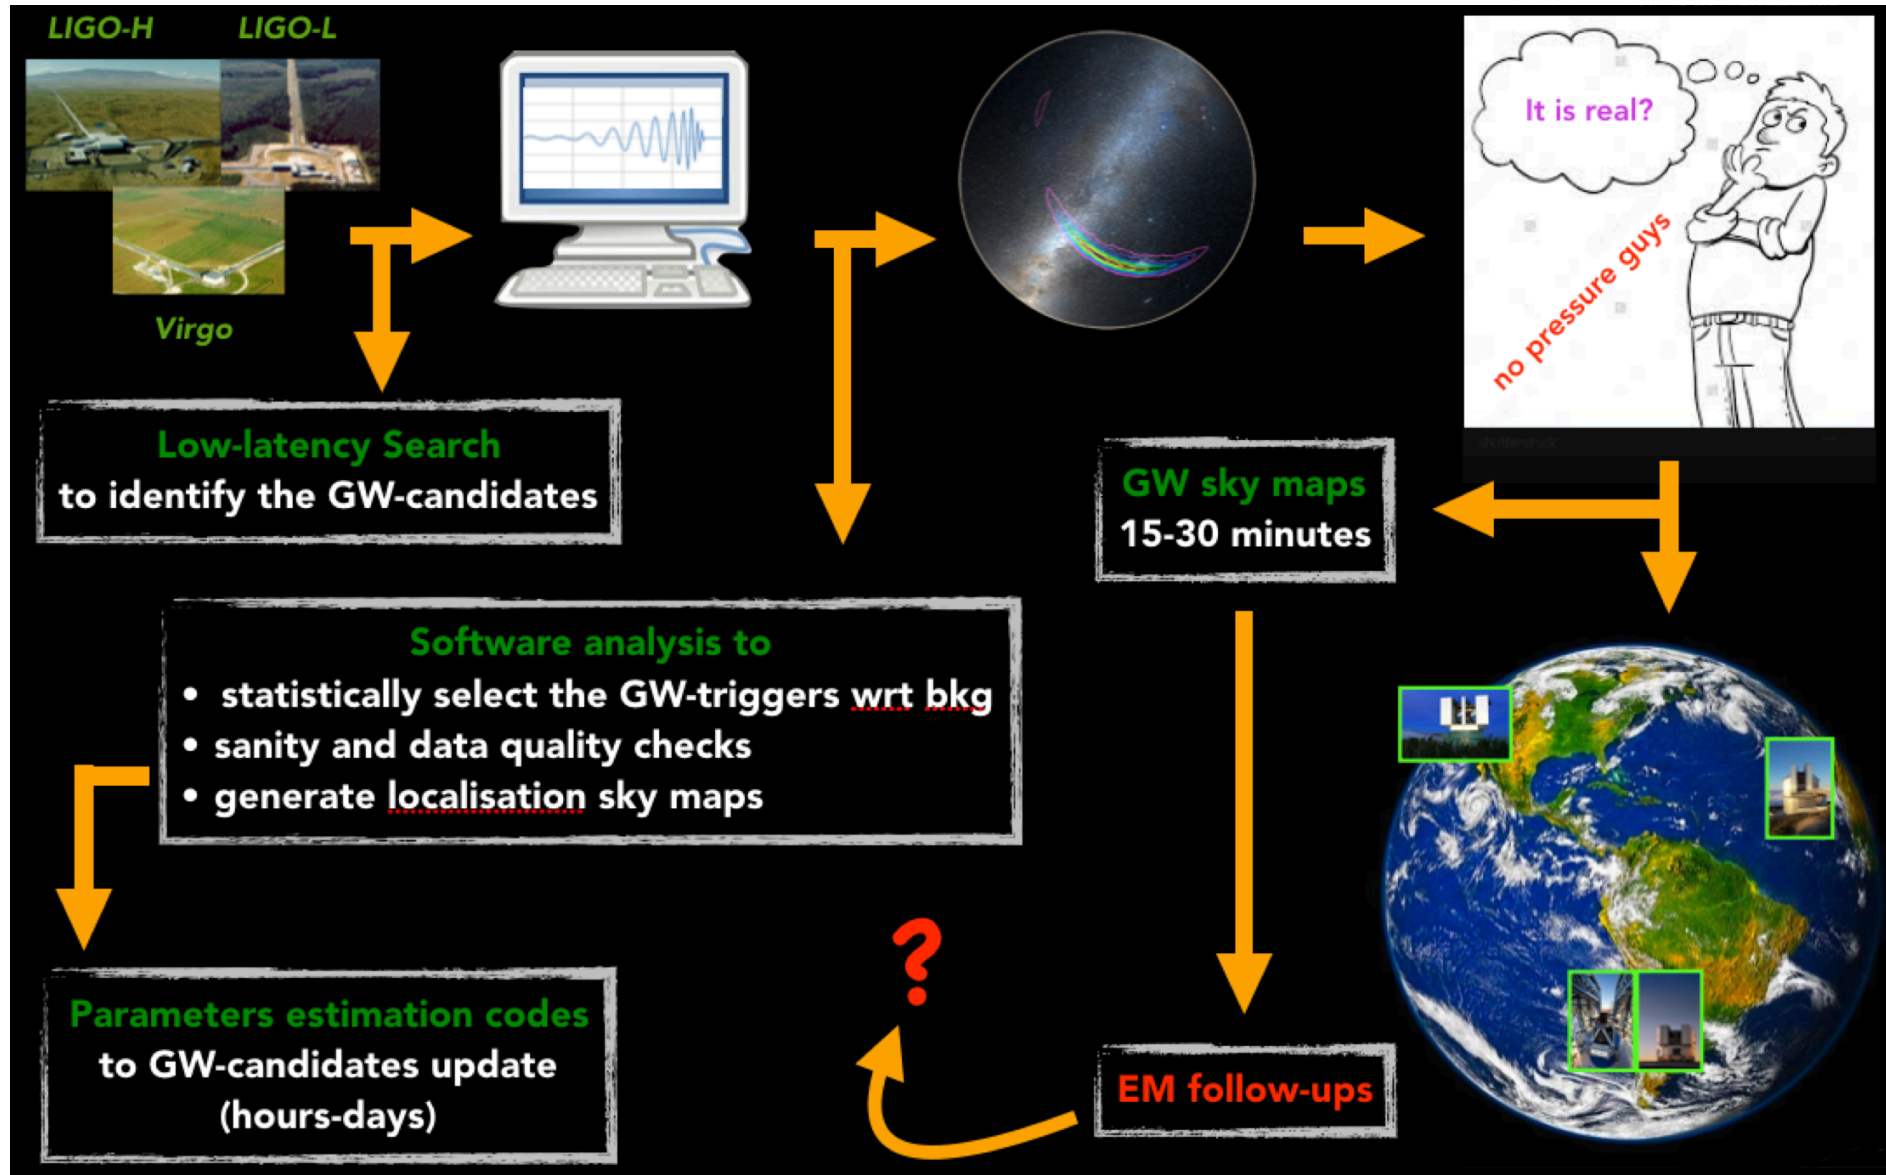 LIGO-H
LIGO-L
Virgo
It is real?
no pressure guys
Low-latency Search
to identify the GW-candidates
GW sky maps
15-30 minutes
Software analysis to
• statistically select the GW-triggers wrt bkg
• sanity and data quality checks
• generate localisation sky maps
Parameters estimation codes
to GW-candidates update
(hours-days)
?
EM follow-ups